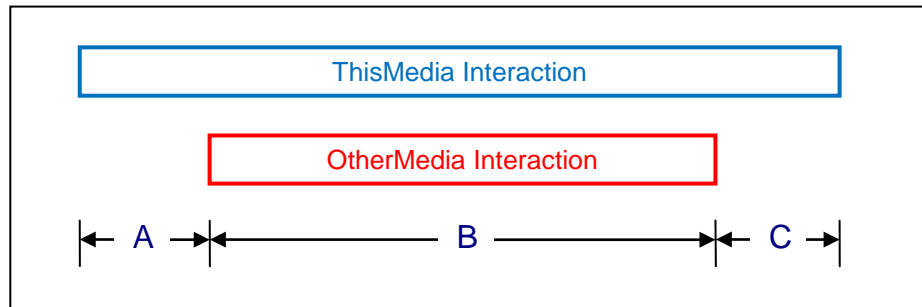 ThisMedia Interaction
OtherMedia Interaction
A B C